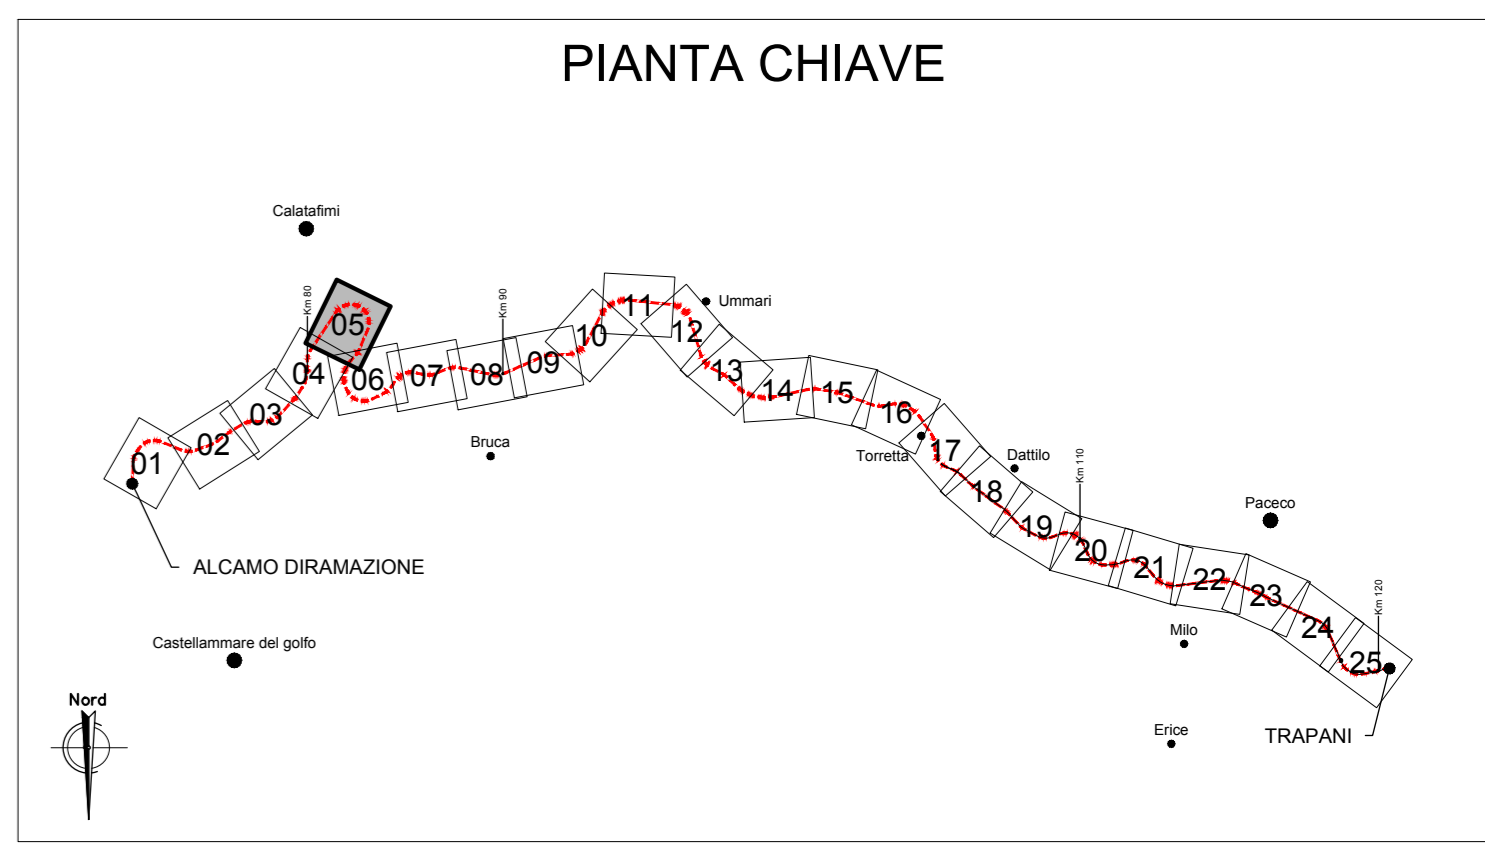 PIANTA CHIAVE
Calatafimi
Km 80
Km 90
Ummari
01
02
03
04
05
06
07
08
09
10
11
12
13
14
15
16
17
18
19
20
21
22
23
24
25
Bruca
Torretta
Dattilo
Km 110
Paceco
ALCAMO DIRAMAZIONE
Km 120
Castellammare del golfo
Milo
Nord
Erice
TRAPANI